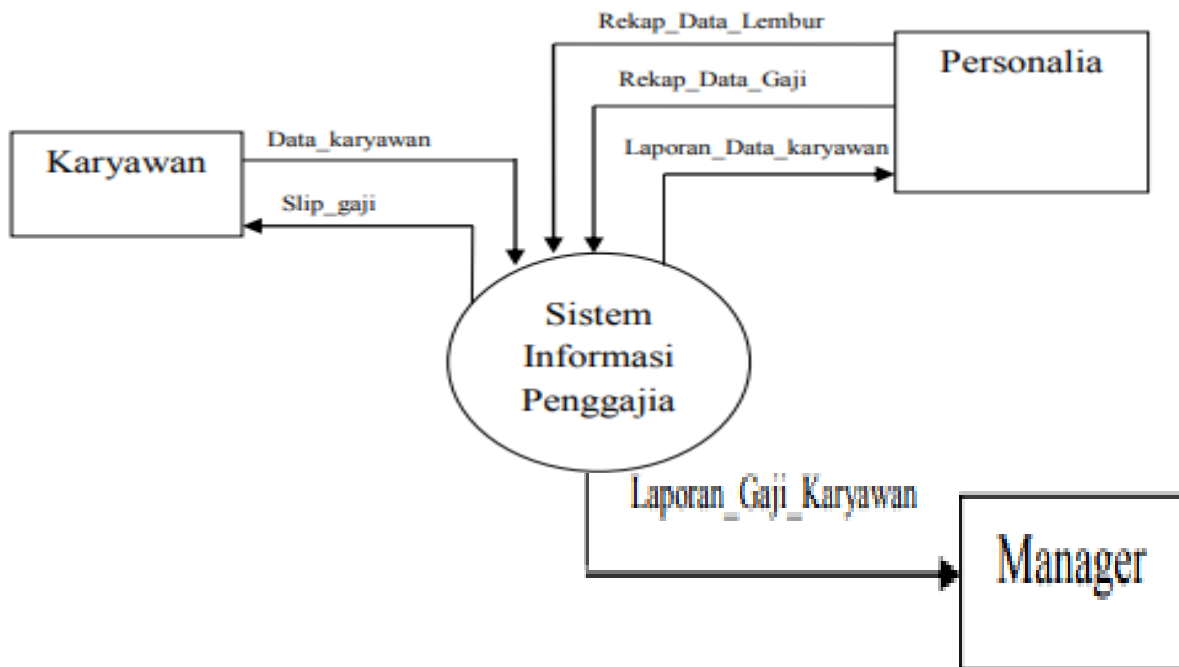 Rekap_Data_Lembur
Personalia
Rekap_Data_Gaji
Data_karyawan
Karyawan
Laporan_Data_karyawan
Slip_gaji
Sistem
Informasi
Penggajia
Laporan_Gaji_Karyawan
Manager